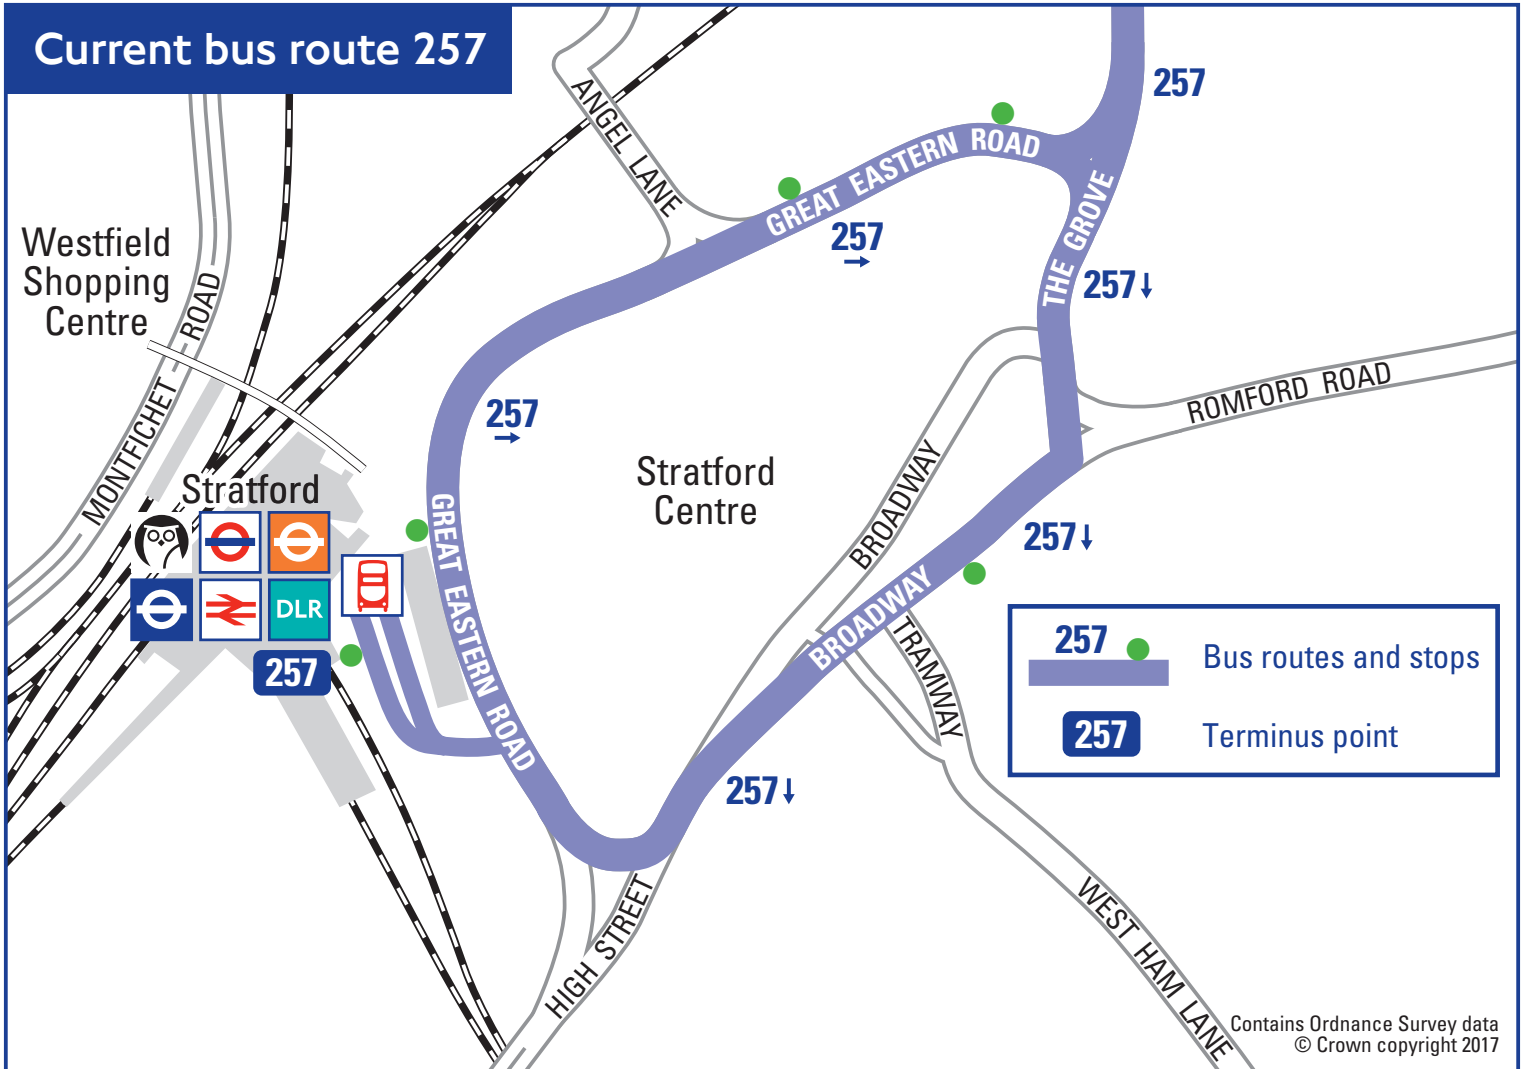 Current bus route 257
257
ANGEL LANE
GREAT EASTERN ROAD
257
THE GROVE
257
Westfield
Shopping
Centre
MONTFICHET ROAD
ROMFORD ROAD
257
Stratford
Centre
BROADWAY
Stratford
GREAT EASTERN ROAD
257
BROADWAY
DLR
257
TRAMWAY
257
257
Bus routes and stops
257
Terminus point
HIGH STREET
WEST HAM LANE
Contains Ordnance Survey data
© Crown copyright 2017